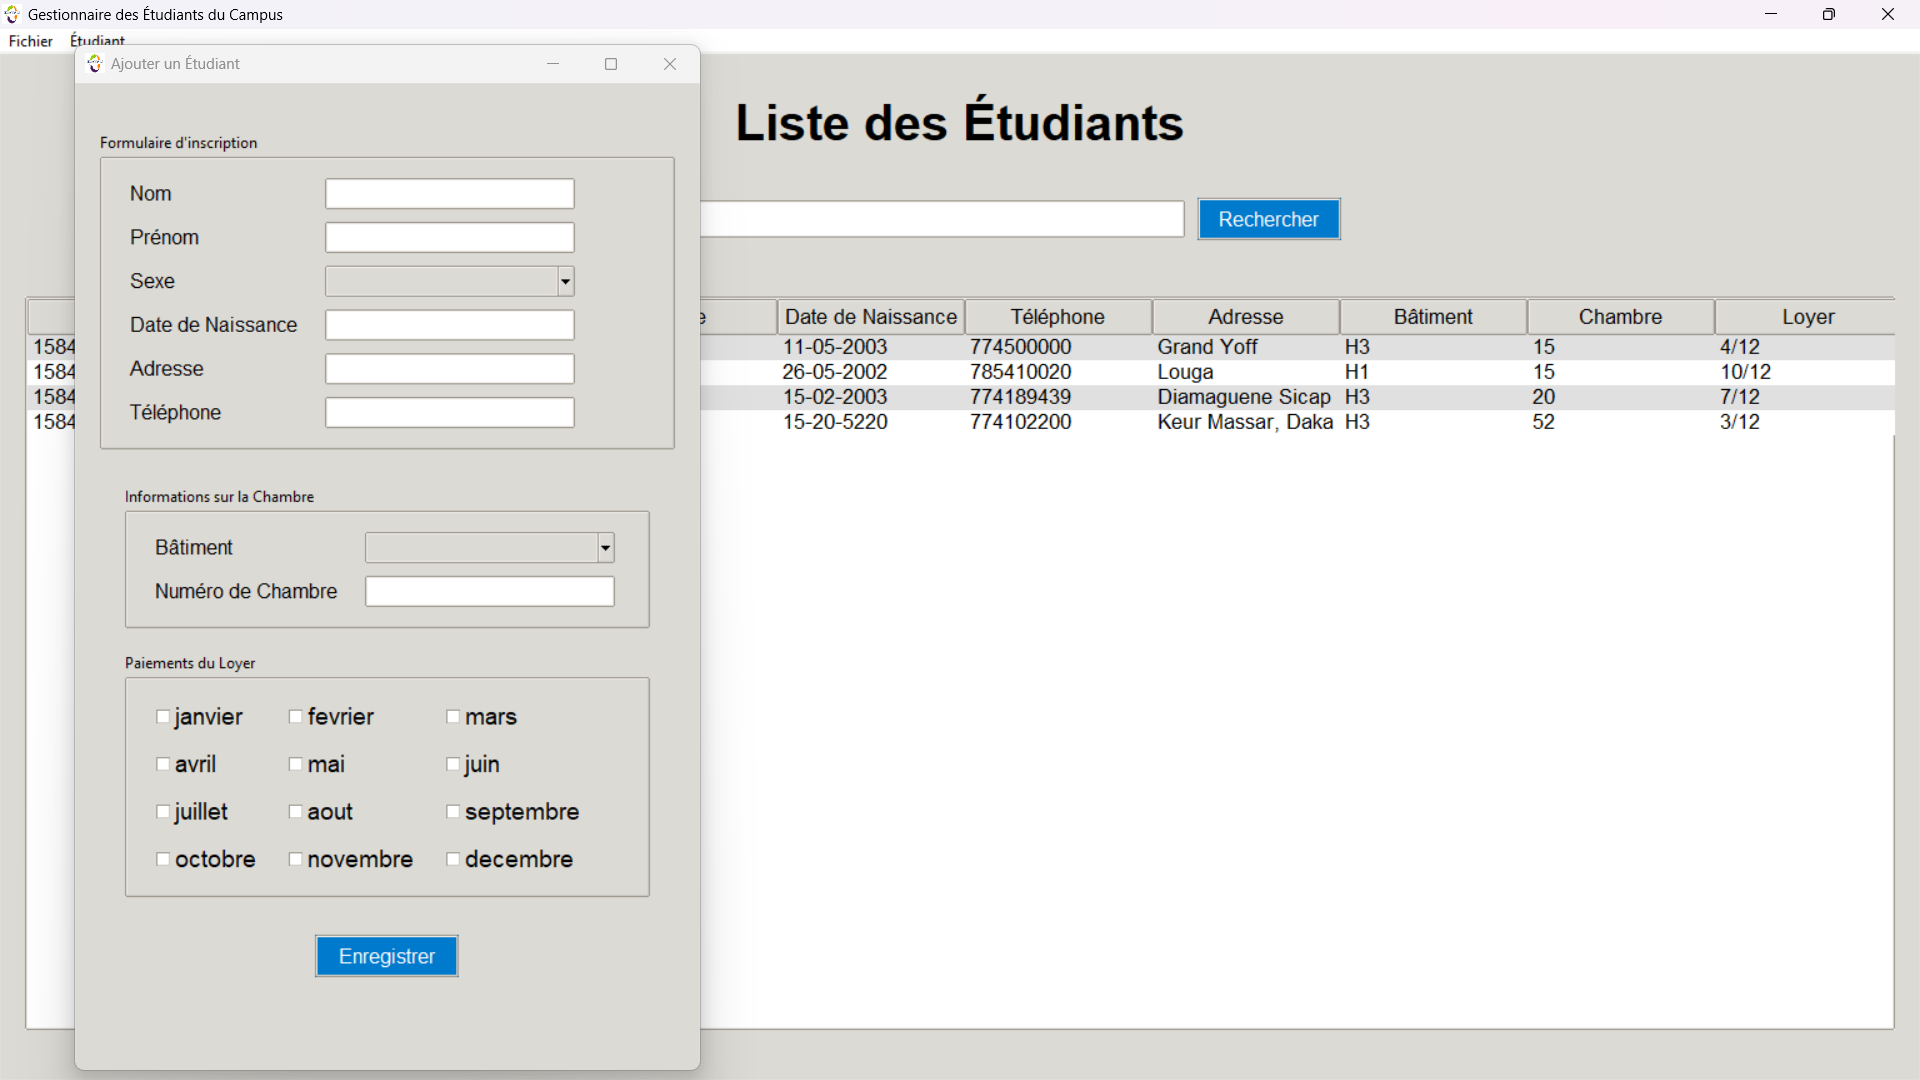 Gestionnaire des Étudiants du Campus
Fichier Étudiant
Ajouter un Étudiant
Liste des Étudiants
Rechercher
Formulaire d'inscription
Nom
Prénom
Sexe
Date de Naissance
Adresse
Téléphone
Informations sur la Chambre
Bâtiment
Numéro de Chambre
Paiements du Loyer
janvier fevrier mars
avril mai juin
juillet aout septembre
octobre novembre decembre
Enregistrer
e Date de Naissance Téléphone Adresse Bâtiment Chambre Loyer
1584 11-05-2003 774500000 Grand Yoff H3 15 4/12
1584 26-05-2002 785410020 Louga H1 15 10/12
1584 15-02-2003 774189439 Diamaguene Sicap H3 20 7/12
1584 15-20-5220 774102200 Keur Massar, Daka H3 52 3/12